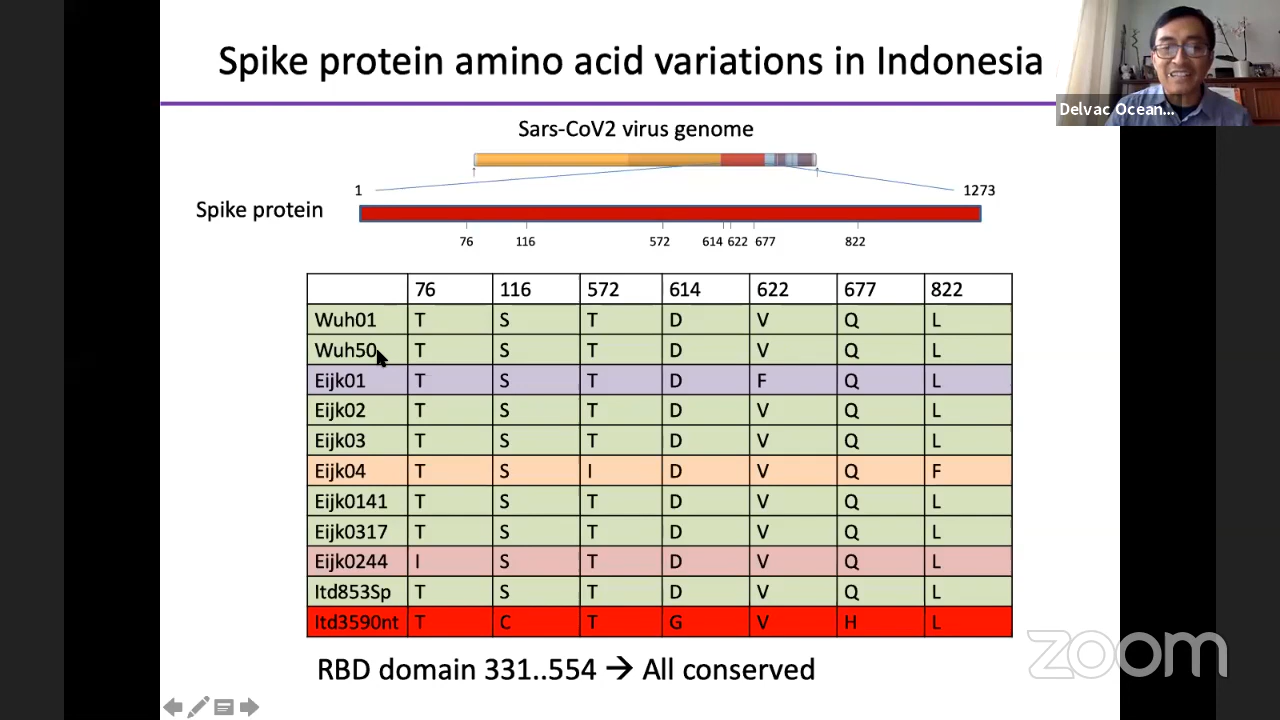 Spike protein amino acid variations in Indonesia
Delvac Ocean...
Sars-CoV2 virus genome
1 1273
Spike protein
76 116 572 614 622 677 822
76 116 572 614 622 677 822
Wuh01 T S T D V Q L
Wuh50 T S T D V Q L
Eijk01 T S T D F Q L
Eijk02 T S T D V Q L
Eijk03 T S T D V Q L
Eijk04 T S I D V Q F
Eijk0141 T S T D V Q L
Eijk0317 T S T D V Q L
Eijk0244 I S T D V Q L
Itd853Sp T S T D V Q L
Itd3590nt T C T G V H L
RBD domain 331..554 → All conserved
zoom